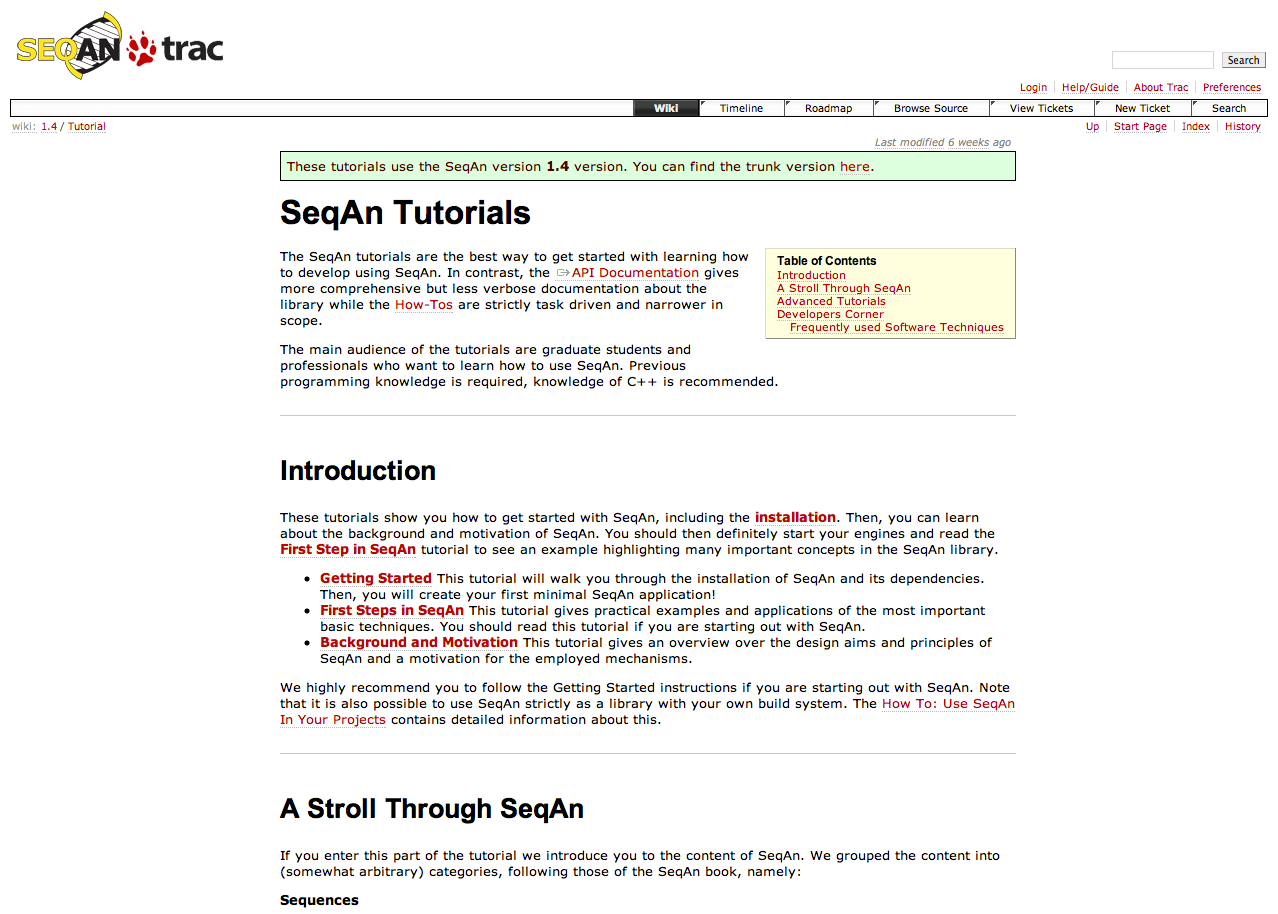 SEQAN trac
Search
Login Help/Guide About Trac Preferences
Wiki Timeline Roadmap Browse Source View Tickets New Ticket Search
wiki: 1.4 / Tutorial
Up Start Page Index History
Last modified 6 weeks ago
These tutorials use the SeqAn version 1.4 version. You can find the trunk version here.
SeqAn Tutorials
The SeqAn tutorials are the best way to get started with learning how
to develop using SeqAn. In contrast, the API Documentation gives
more comprehensive but less verbose documentation about the
library while the How-Tos are strictly task driven and narrower in
scope.
Table of Contents
Introduction
A Stroll Through SeqAn
Advanced Tutorials
Developers Corner
Frequently used Software Techniques
The main audience of the tutorials are graduate students and
professionals who want to learn how to use SeqAn. Previous
programming knowledge is required, knowledge of C++ is recommended.
Introduction
These tutorials show you how to get started with SeqAn, including the installation. Then, you can learn
about the background and motivation of SeqAn. You should then definitely start your engines and read the
First Step in SeqAn tutorial to see an example highlighting many important concepts in the SeqAn library.
• Getting Started This tutorial will walk you through the installation of SeqAn and its dependencies.
Then, you will create your first minimal SeqAn application!
• First Steps in SeqAn This tutorial gives practical examples and applications of the most important
basic techniques. You should read this tutorial if you are starting out with SeqAn.
• Background and Motivation This tutorial gives an overview over the design aims and principles of
SeqAn and a motivation for the employed mechanisms.
We highly recommend you to follow the Getting Started instructions if you are starting out with SeqAn. Note
that it is also possible to use SeqAn strictly as a library with your own build system. The How To: Use SeqAn
In Your Projects contains detailed information about this.
A Stroll Through SeqAn
If you enter this part of the tutorial we introduce you to the content of SeqAn. We grouped the content into
(somewhat arbitrary) categories, following those of the SeqAn book, namely:
Sequences